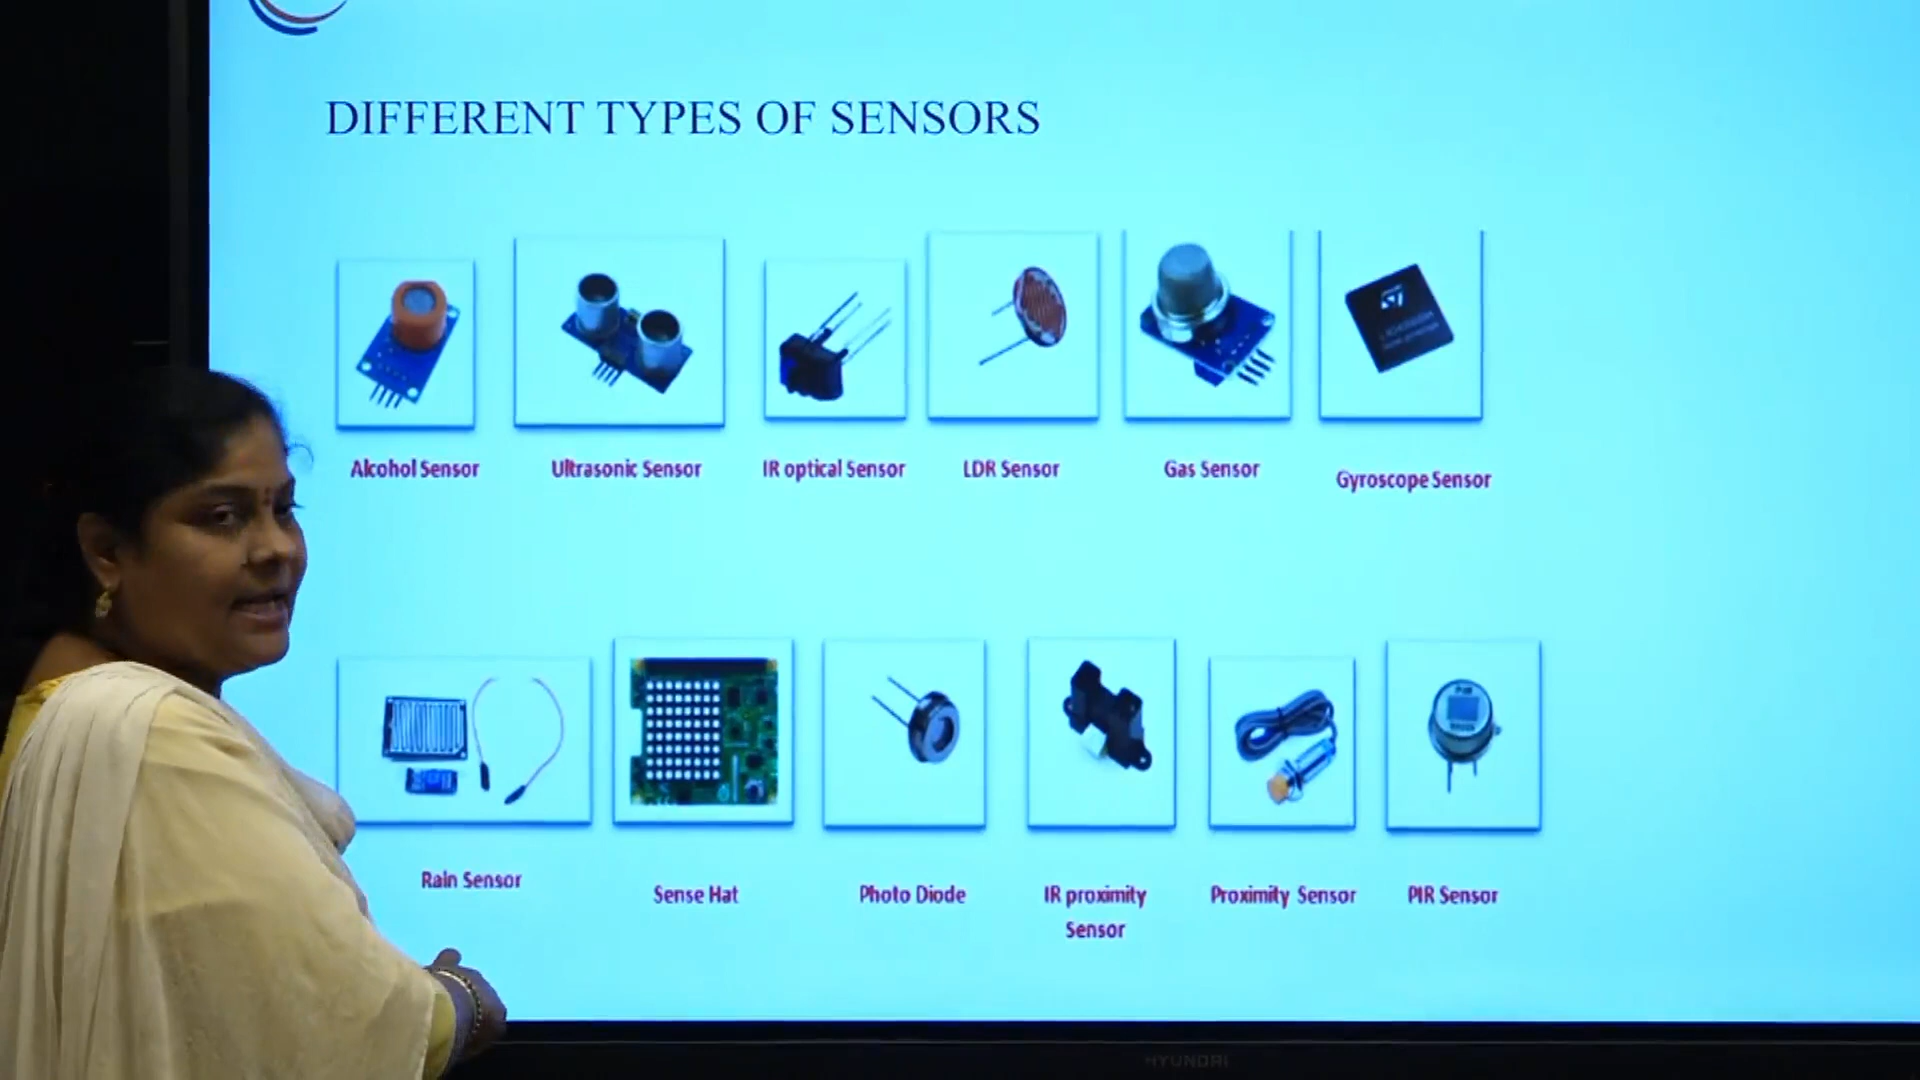 DIFFERENT TYPES OF SENSORS
Alcohol Sensor
Ultrasonic Sensor
IR optical Sensor
LDR Sensor
Gas Sensor
Gyroscope Sensor
Rain Sensor
Sense Hat
Photo Diode
IR proximity
Sensor
Proximity Sensor
PIR Sensor
HYUNDAI